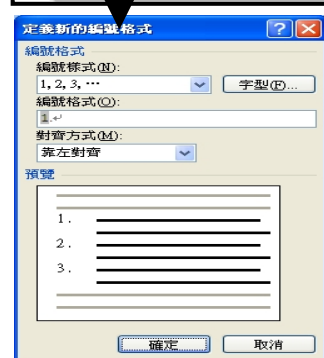 定義新的編號格式
編號格式
編號樣式(N):
1, 2, 3, …
字型(F)...
編號格式(O):
1.↵
對齊方式(M):
靠左對齊
預覽
1.
2.
3.
確定
取消